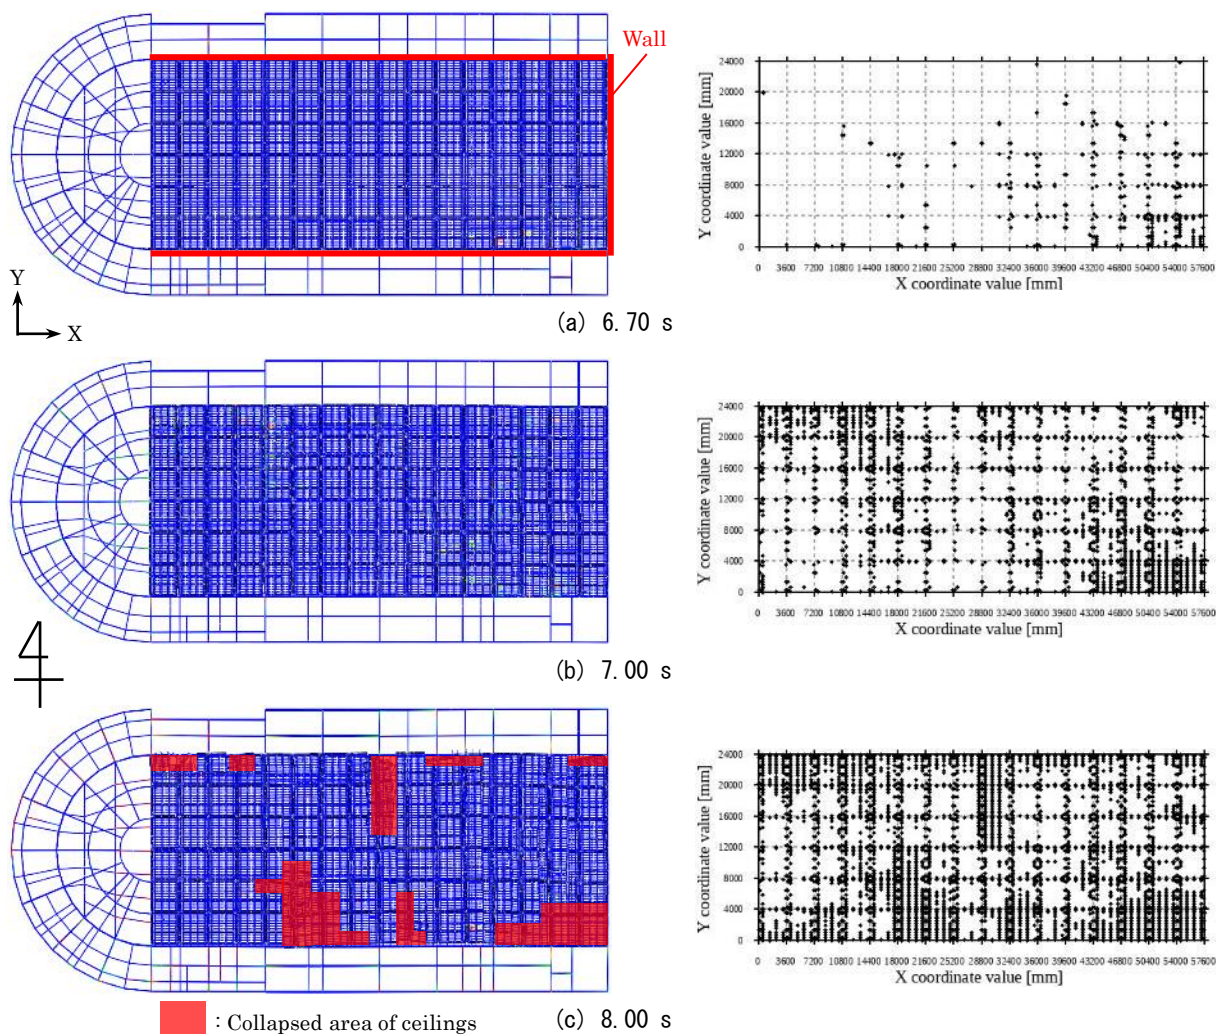 Wall
Y
X
(a) 6.70 s
Y coordinate value [mm]
24000
20000
16000
12000
8000
4000
0
0 3600 7200 10800 14400 18000 21600 25200 28800 32400 36000 39600 43200 46800 50400 54000 57600
X coordinate value [mm]
(b) 7.00 s
Y coordinate value [mm]
24000
20000
16000
12000
8000
4000
0
0 3600 7200 10800 14400 18000 21600 25200 28800 32400 36000 39600 43200 46800 50400 54000 57600
X coordinate value [mm]
: Collapsed area of ceilings
(c) 8.00 s
Y coordinate value [mm]
24000
20000
16000
12000
8000
4000
0
0 3600 7200 10800 14400 18000 21600 25200 28800 32400 36000 39600 43200 46800 50400 54000 57600
X coordinate value [mm]